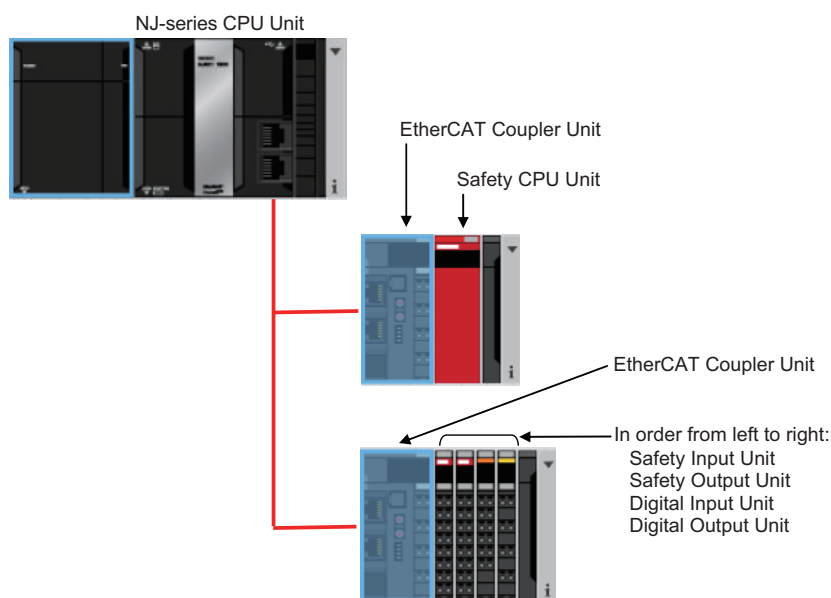 NJ-series CPU Unit
EtherCAT Coupler Unit
Safety CPU Unit
EtherCAT Coupler Unit
In order from left to right:
Safety Input Unit
Safety Output Unit
Digital Input Unit
Digital Output Unit